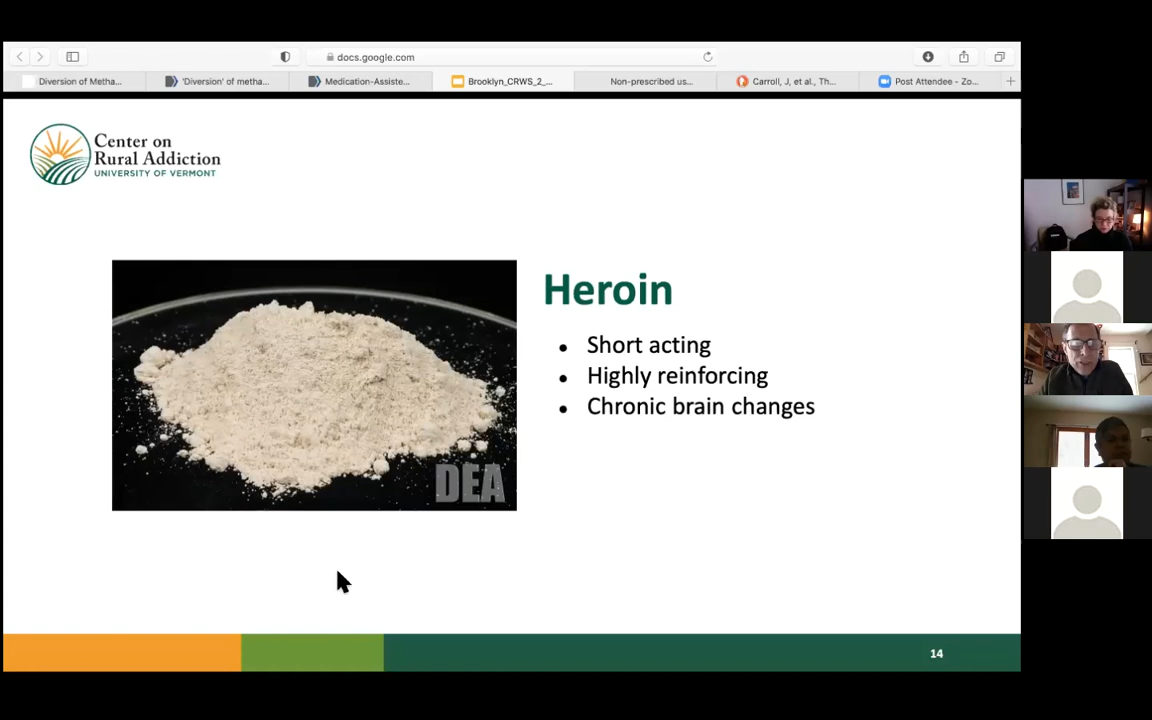 docs.google.com
Diversion of Metha...
'Diversion' of metha...
Medication-Assiste...
Brooklyn_CRWS_2_...
Non-prescribed us...
Carroll, J, et al., Th...
Post Attendee - Zo...
Center on
Rural Addiction
UNIVERSITY OF VERMONT
Heroin
• Short acting
• Highly reinforcing
• Chronic brain changes
DEA
14